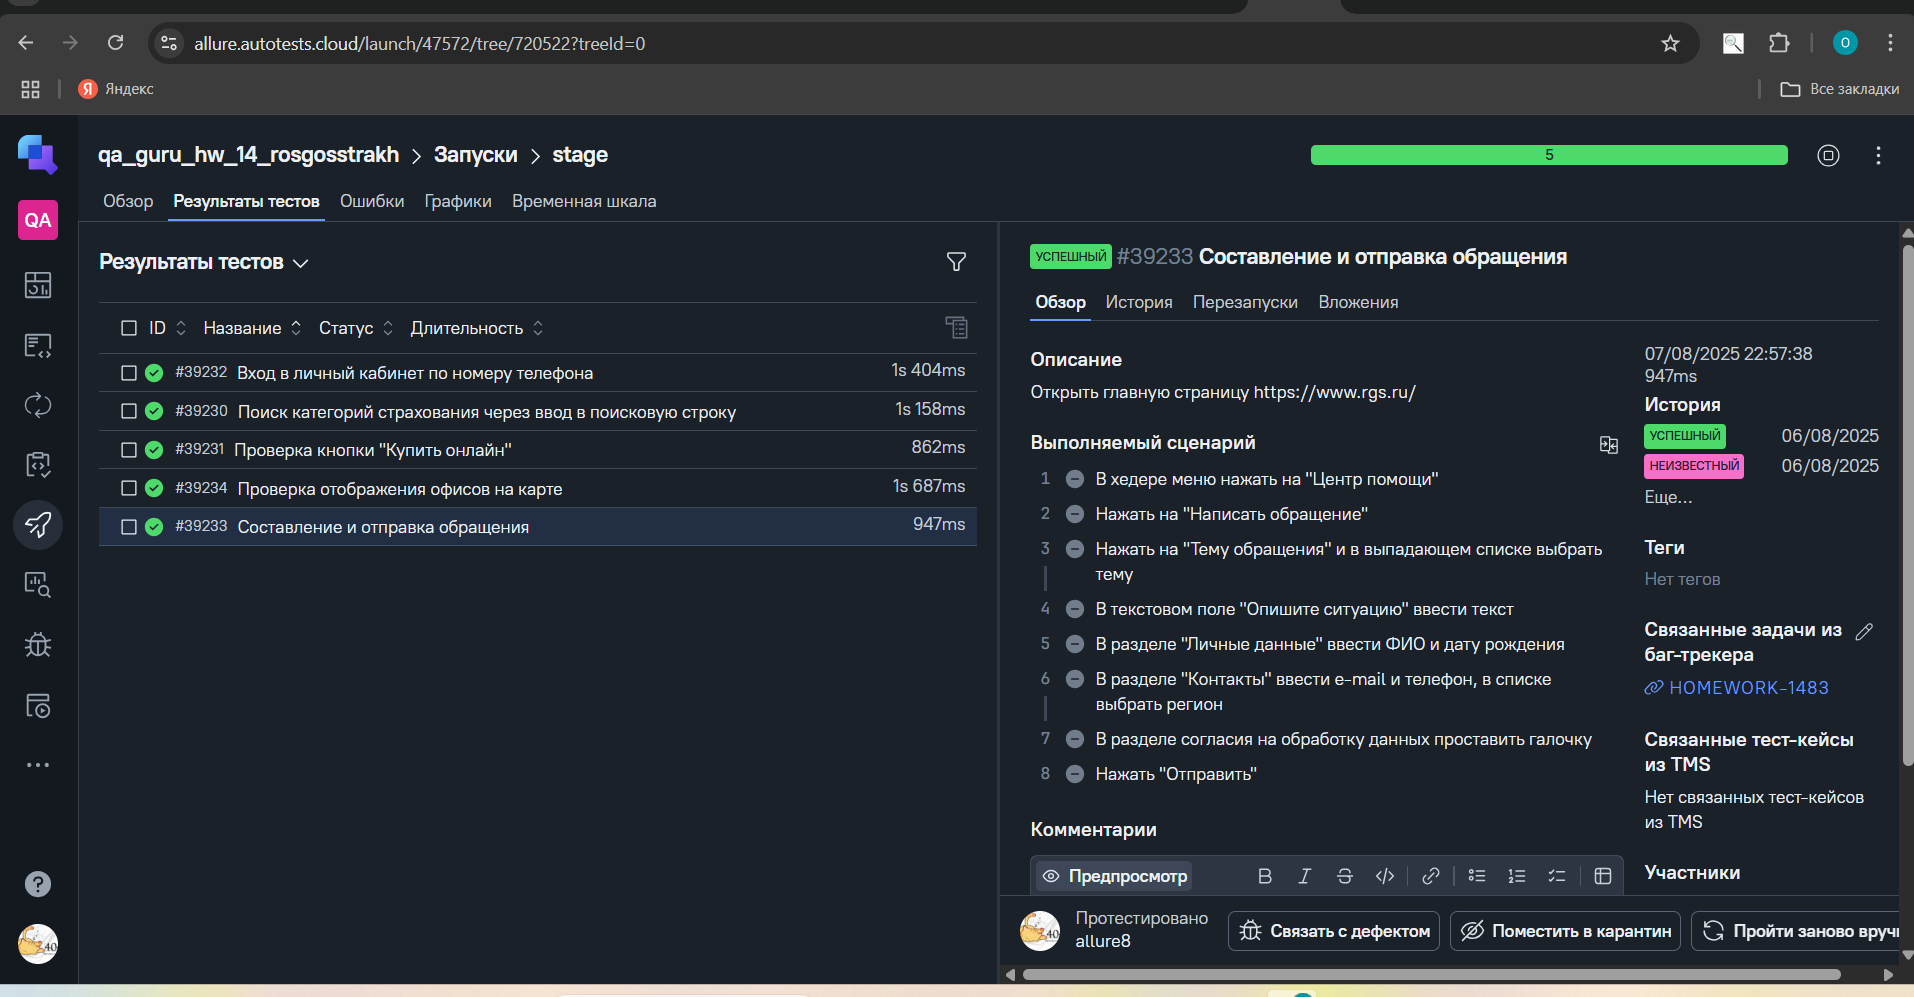 allure.autotests.cloud/launch/47572/tree/720522?treeId=0
O
Я Яндекс
Все закладки
qa_guru_hw_14_rosgosstrakh > Запуски > stage
5
Обзор Результаты тестов Ошибки Графики Временная шкала
QA
Результаты тестов
ID Название Статус Длительность
#39232 Вход в личный кабинет по номеру телефона 1s 404ms
#39230 Поиск категорий страхования через ввод в поисковую строку 1s 158ms
#39231 Проверка кнопки "Купить онлайн" 862ms
#39234 Проверка отображения офисов на карте 1s 687ms
#39233 Составление и отправка обращения 947ms
УСПЕШНЫЙ #39233 Составление и отправка обращения
Обзор История Перезапуски Вложения
Описание
Открыть главную страницу https://www.rgs.ru/
Выполняемый сценарий
1 В хедере меню нажать на "Центр помощи"
2 Нажать на "Написать обращение"
3 Нажать на "Тему обращения" и в выпадающем списке выбрать
тему
4 В текстовом поле "Опишите ситуацию" ввести текст
5 В разделе "Личные данные" ввести ФИО и дату рождения
6 В разделе "Контакты" ввести e-mail и телефон, в списке
выбрать регион
7 В разделе согласия на обработку данных проставить галочку
8 Нажать "Отправить"
Комментарии
Предпросмотр
07/08/2025 22:57:38
947ms
История
УСПЕШНЫЙ 06/08/2025
НЕИЗВЕСТНЫЙ 06/08/2025
Еще...
Теги
Нет тегов
Связанные задачи из
баг-трекера
HOMEWORK-1483
Связанные тест-кейсы
из TMS
Нет связанных тест-кейсов
из TMS
Участники
40
Протестировано
allure8
Связать с дефектом
Поместить в карантин
Пройти заново вручн
40